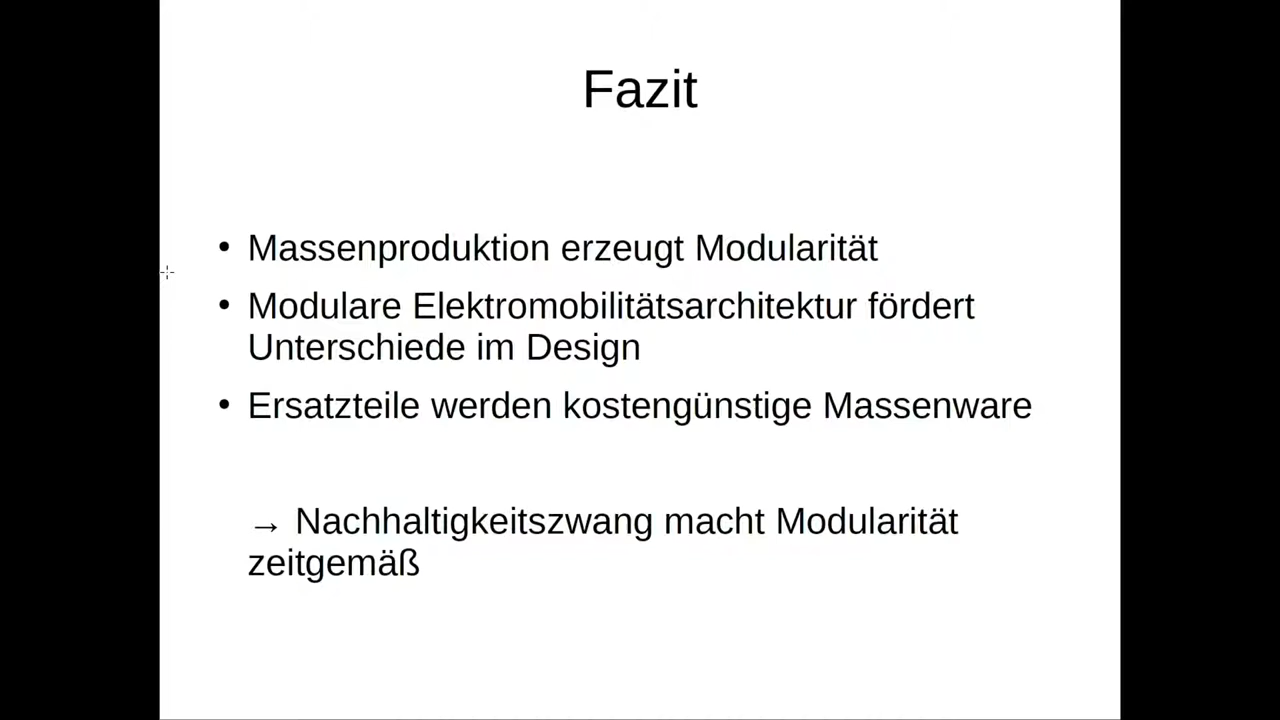 Fazit
• Massenproduktion erzeugt Modularität
• Modulare Elektromobilitätsarchitektur fördert
Unterschiede im Design
• Ersatzteile werden kostengünstige Massenware
→ Nachhaltigkeitszwang macht Modularität
zeitgemäß